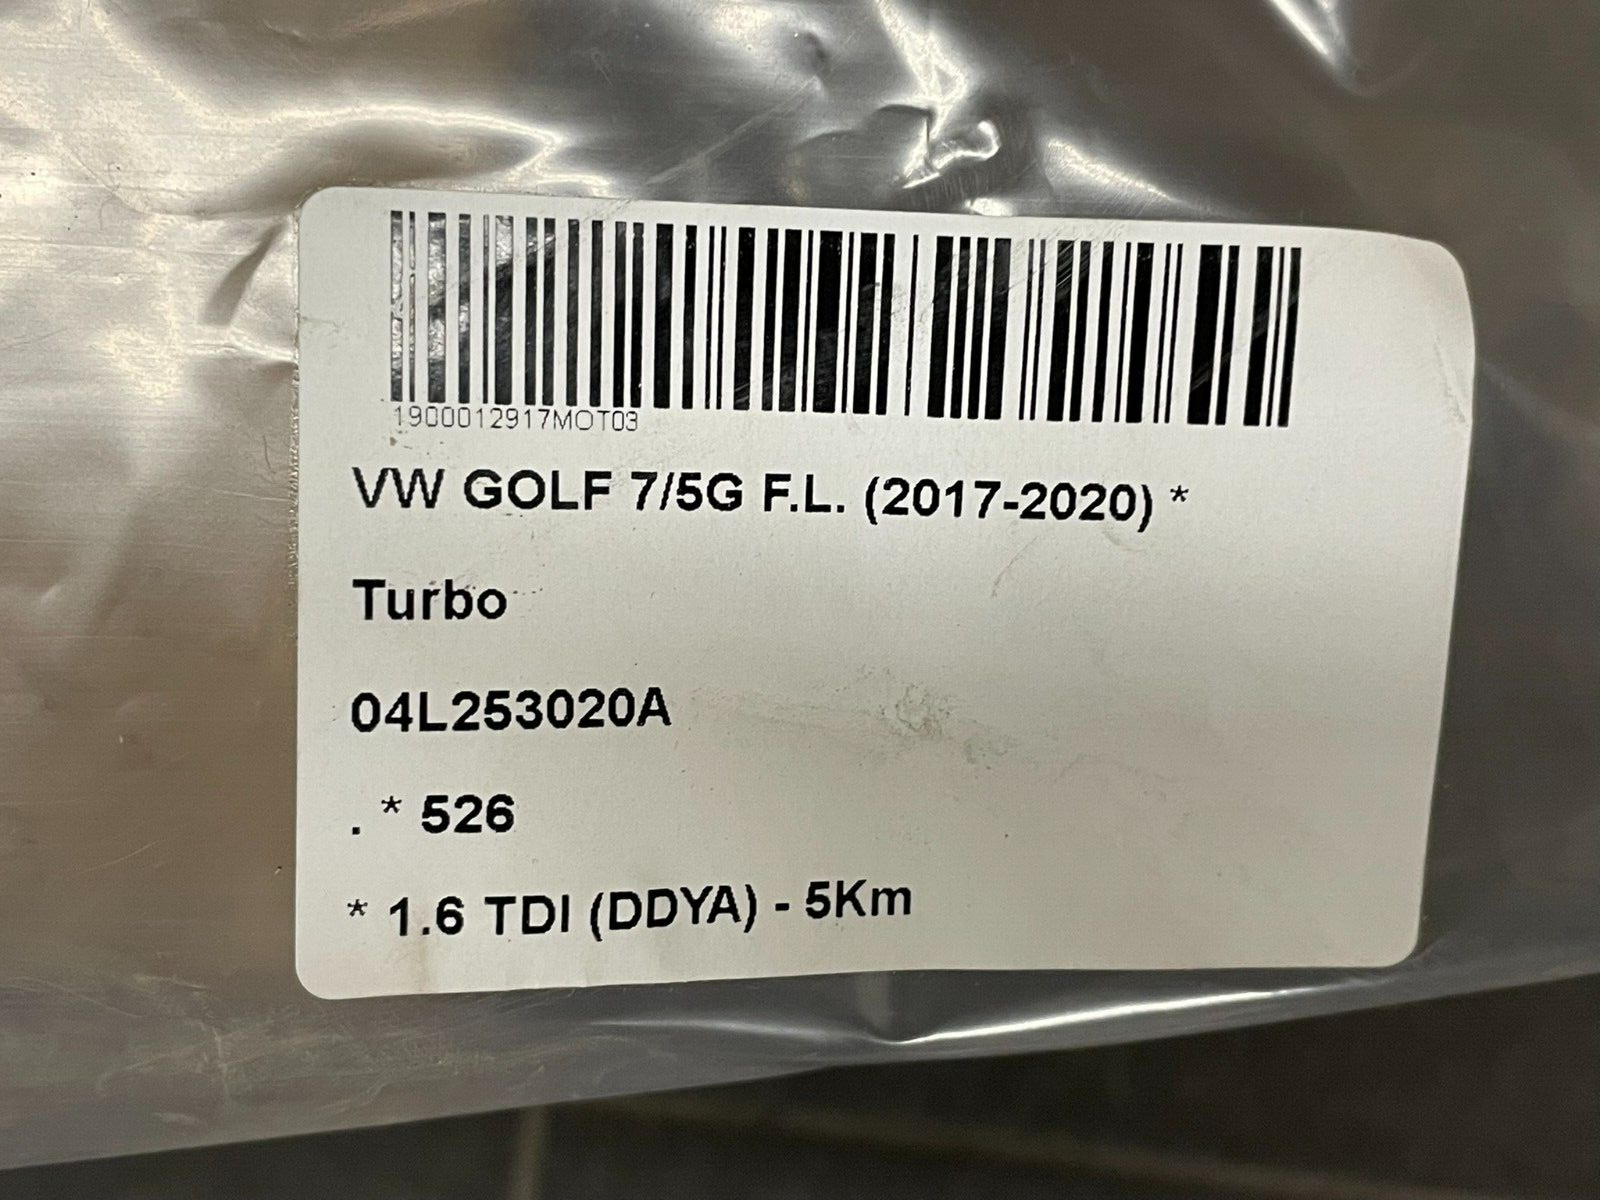 1900012917MOT03
VW GOLF 7/5G F.L. (2017-2020) *
Turbo
04L253020A
. * 526
* 1.6 TDI (DDYA) - 5Km